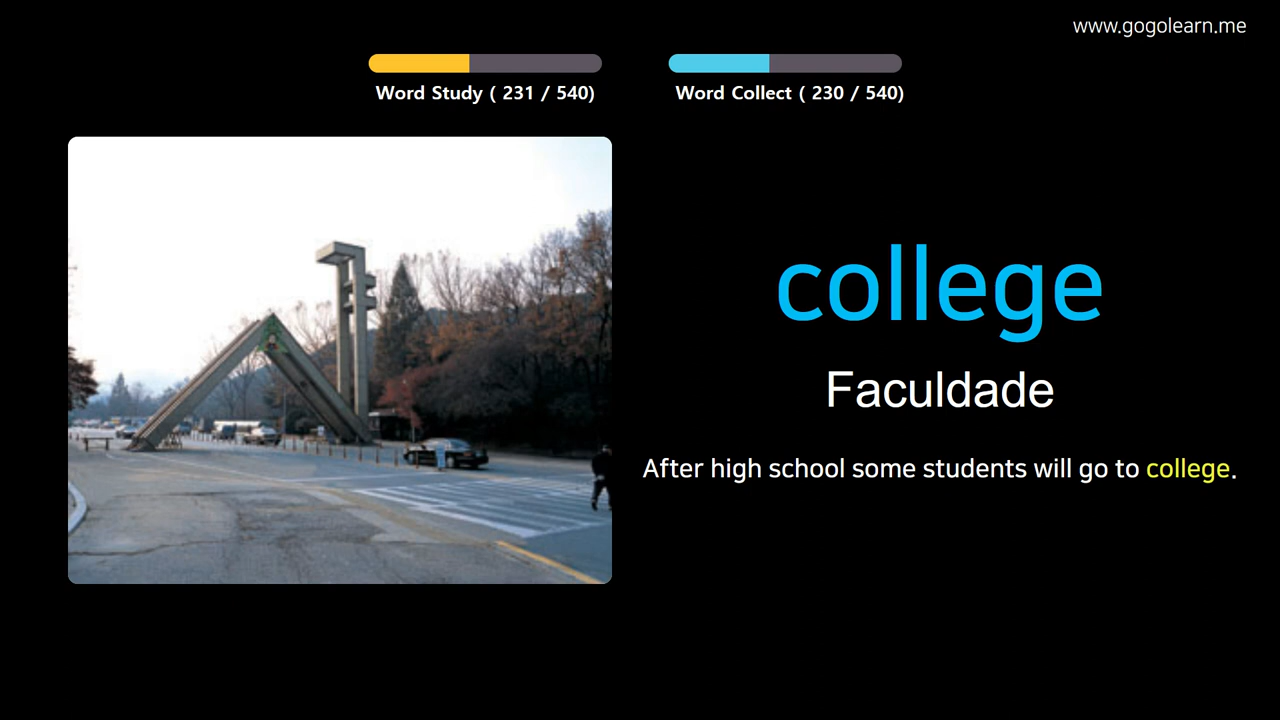 www.gogolearn.me
Word Study ( 231 / 540)
Word Collect ( 230 / 540)
college
Faculdade
After high school some students will go to college.